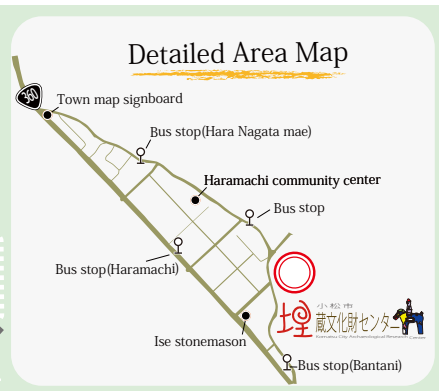 Detailed Area Map
360
Town map signboard
Bus stop(Hara Nagata mae)
Haramachi community center
Bus stop
Bus stop(Haramachi)
小松市
埋蔵文化財センター
Komatsu City Archaeological Research Center
Ise stonemason
Bus stop(Bantani)